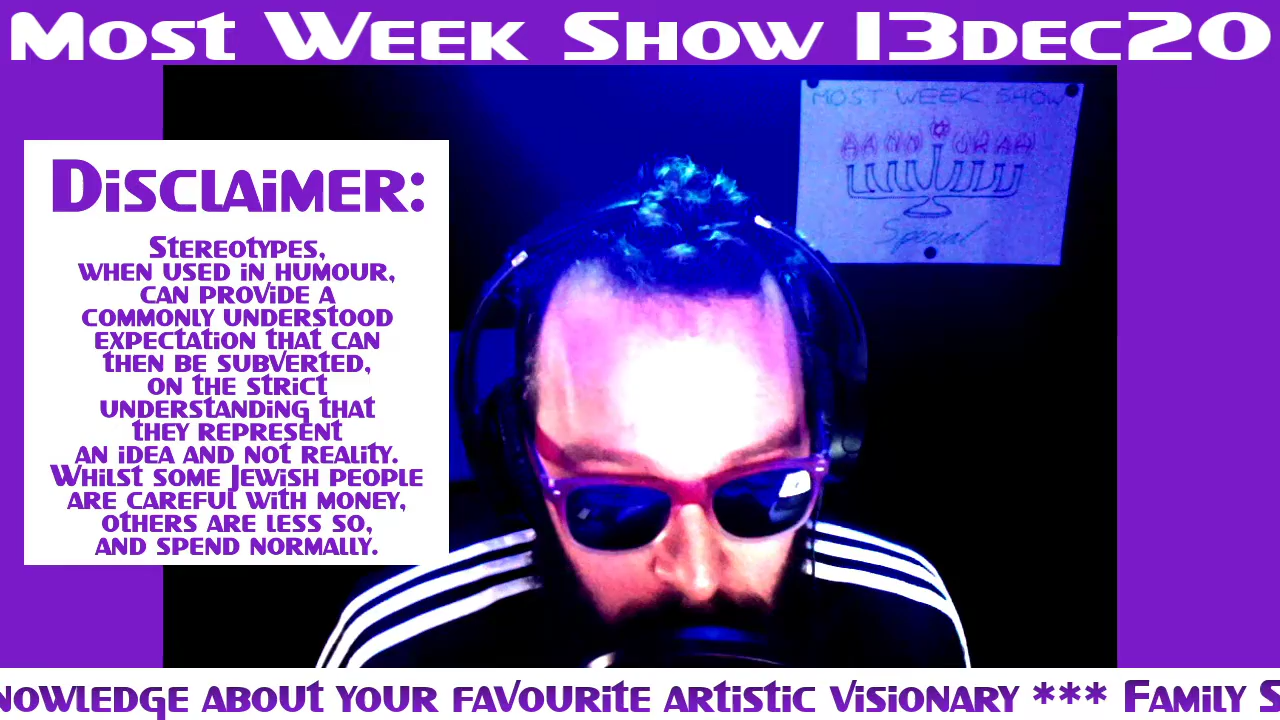 Most Week Show 13dec20
MOST WEEK SHOW
Special
Disclaimer:
Stereotypes,
when used in humour,
can provide a
commonly understood
expectation that can
then be subverted,
on the strict
understanding that
they represent
an idea and not reality.
Whilst some Jewish people
are careful with money,
others are less so,
and spend normally.
nowledge about your favourite artistic visionary *** Family S